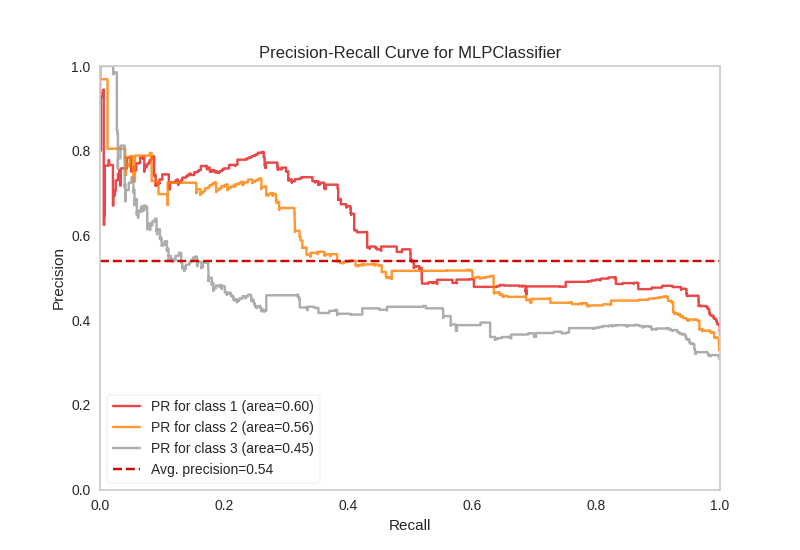 Precision-Recall Curve for MLPClassifier
1.0
0.8
0.6
0.4
0.2
0.0
Precision
PR for class 1 (area=0.60)
PR for class 2 (area=0.56)
PR for class 3 (area=0.45)
Avg. precision=0.54
0.0 0.2 0.4 0.6 0.8 1.0
Recall